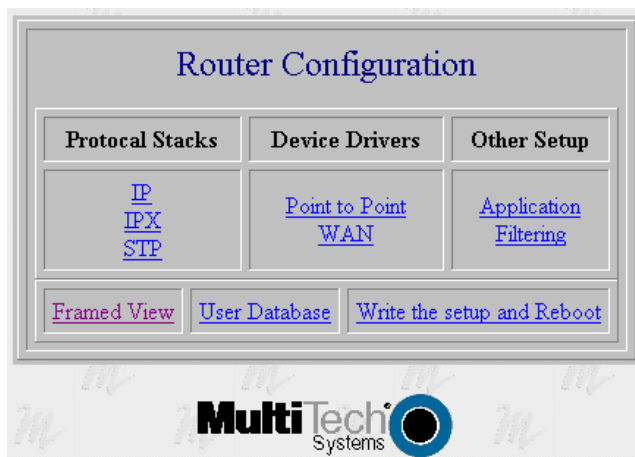 Router Configuration
Protocal Stacks
Device Drivers
Other Setup
IP
IPX
STP
Point to Point
WAN
Application
Filtering
Framed View
User Database
Write the setup and Reboot
MultiTech
Systems